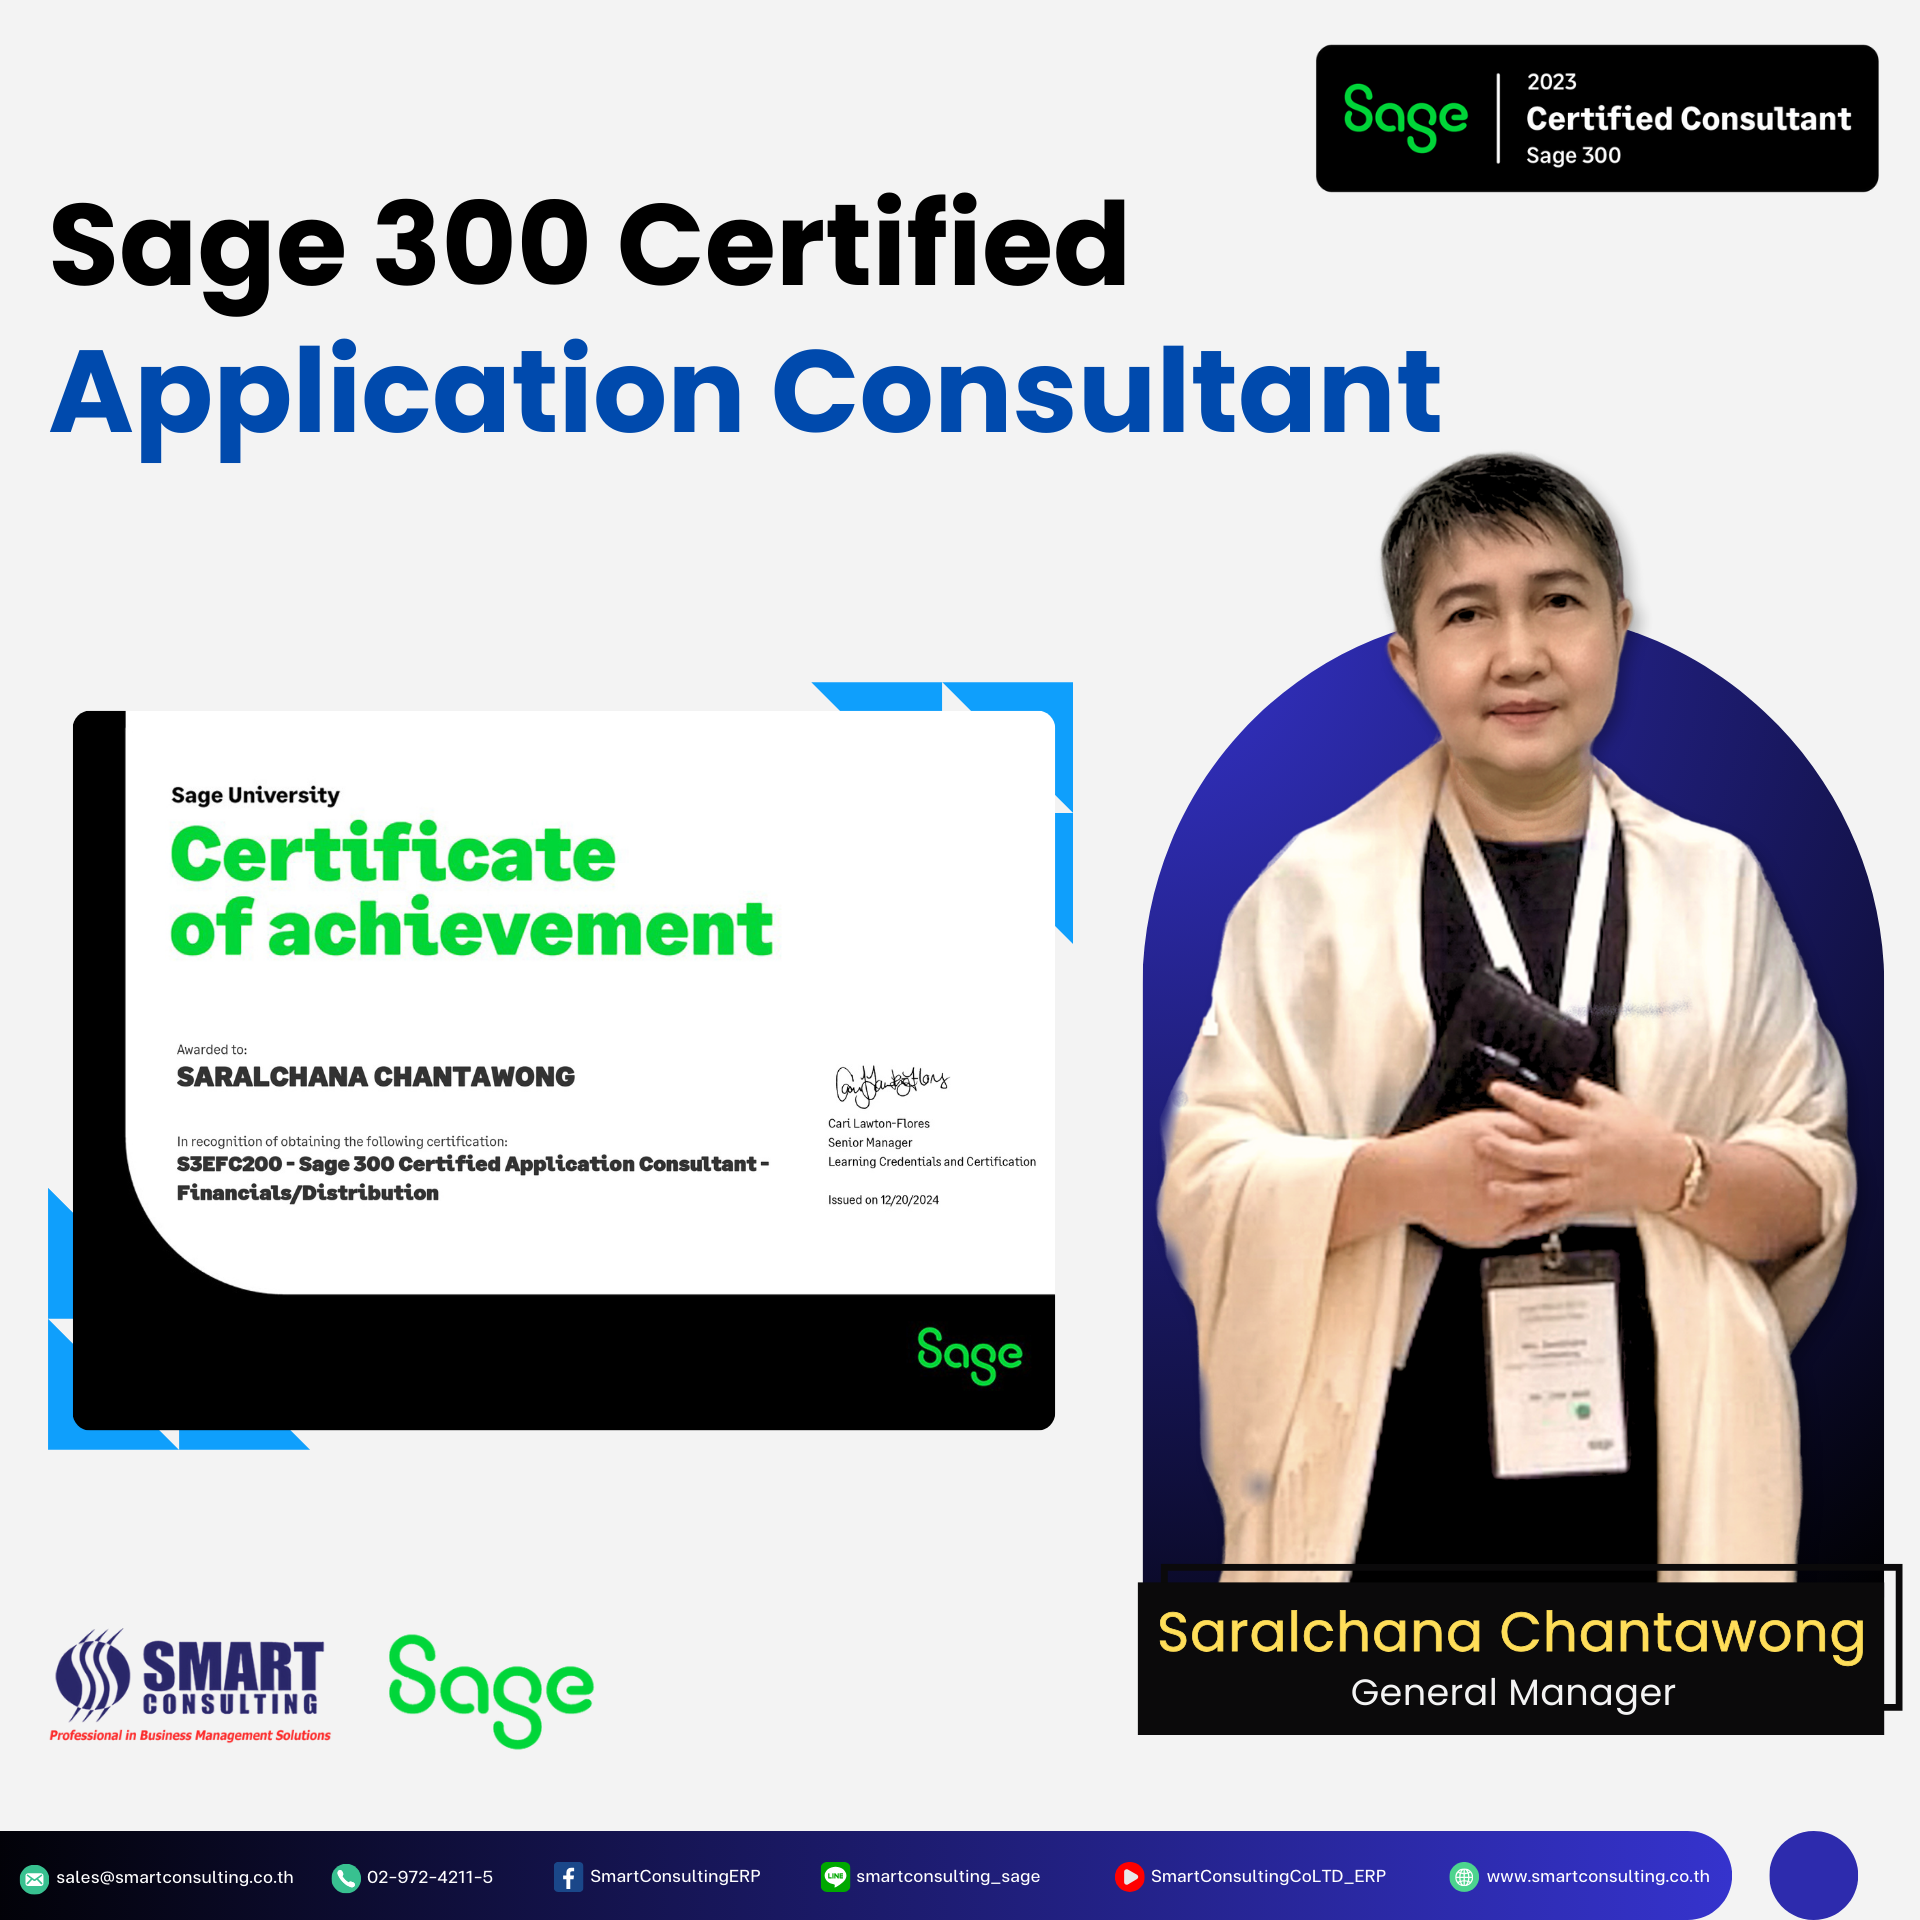 Sage
2023
Certified Consultant
Sage 300
Sage 300 Certified
Application Consultant
Sage University
Certificate
of achievement
Awarded to:
SARALCHANA CHANTAWONG
In recognition of obtaining the following certification:
S3EFC200 - Sage 300 Certified Application Consultant -
Financials/Distribution
Cari Lawton-Flores
Senior Manager
Learning Credentials and Certification
Issued on 12/20/2024
Sage
Saralchana Chantawong
General Manager
SMART
CONSULTING
Professional in Business Management Solutions
Sage
sales@smartconsulting.co.th
02-972-4211-5
SmartConsultingERP
LINE
smartconsulting_sage
SmartConsultingCoLTD_ERP
www.smartconsulting.co.th